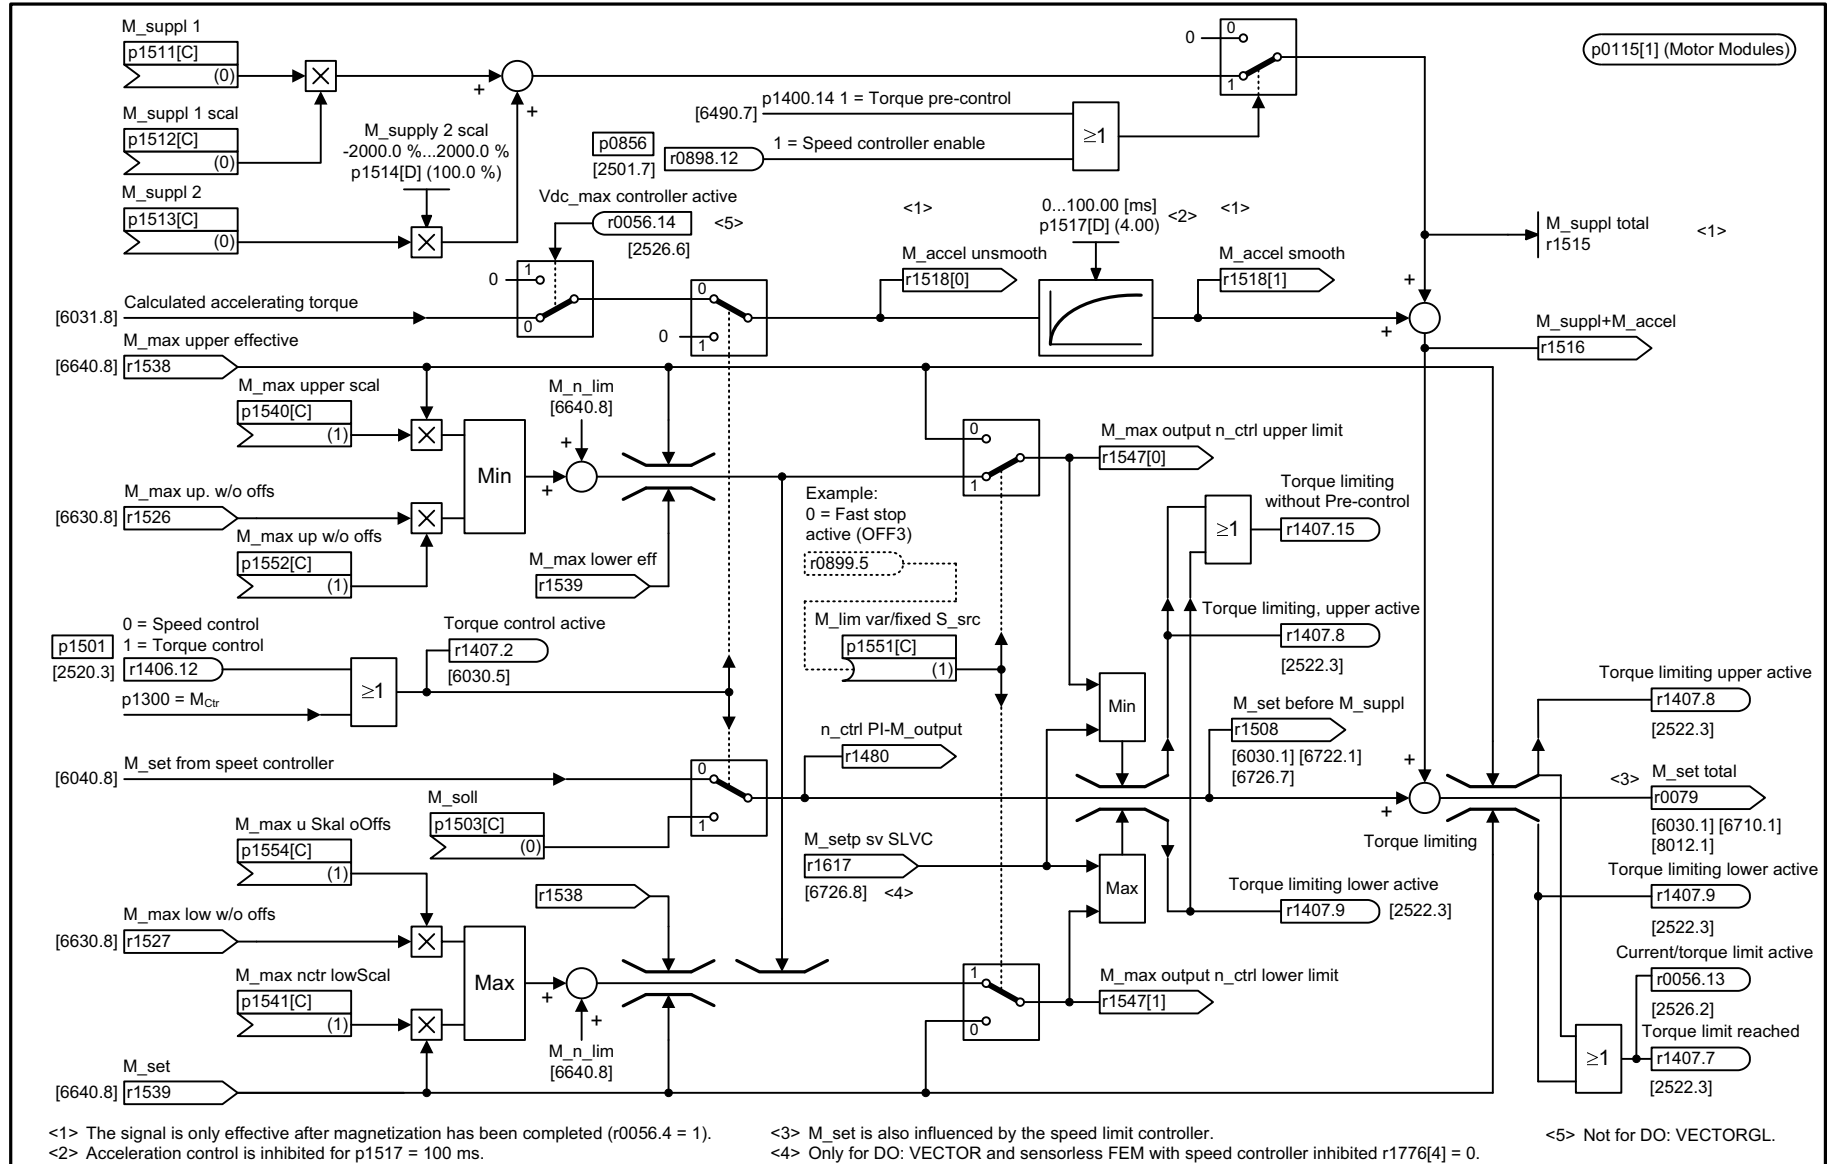 M_suppl 1
p1511[C]
(0)
M_suppl 1 scal
p1512[C]
(0)
M_suppl 2
p1513[C]
(0)
M_supply 2 scal
-2000.0 %...2000.0 %
p1514[D] (100.0 %)
+
+
0
0
1
p0115[1] (Motor Modules)
p1400.14 1 = Torque pre-control
[6490.7]
≥1
p0856
[2501.7]
r0898.12
1 = Speed controller enable
Vdc_max controller active
r0056.14
<5>
[2526.6]
0
1
0
0
0
1
Calculated accelerating torque
[6031.8]
<1>
M_accel unsmooth
r1518[0]
0...100.00 [ms]
p1517[D] (4.00)
<2>
<1>
M_accel smooth
r1518[1]
M_suppl total
r1515
<1>
+
+
M_suppl+M_accel
r1516
M_max upper effective
[6640.8]
r1538
M_max upper scal
p1540[C]
(1)
Min
M_n_lim
[6640.8]
+
+
M_max up. w/o offs
[6630.8]
r1526
M_max up w/o offs
p1552[C]
(1)
M_max lower eff
r1539
0
1
M_max output n_ctrl upper limit
r1547[0]
Example:
0 = Fast stop
active (OFF3)
r0899.5
M_lim var/fixed S_src
p1551[C]
(1)
Torque limiting
without Pre-control
≥1
r1407.15
Torque limiting, upper active
r1407.8
[2522.3]
0 = Speed control
p1501
1 = Torque control
[2520.3]
r1406.12
p1300 = MCtr
≥1
Torque control active
r1407.2
[6030.5]
Min
M_set before M_suppl
r1508
[6030.1] [6722.1]
[6726.7]
Torque limiting upper active
r1407.8
[2522.3]
n_ctrl PI-M_output
r1480
M_set from speet controller
[6040.8]
0
1
M_soll
p1503[C]
(0)
+
+
<3>
M_set total
r0079
[6030.1] [6710.1]
[8012.1]
Torque limiting
M_max u Skal oOffs
p1554[C]
(1)
M_setp sv SLVC
r1617
[6726.8]
<4>
Max
Torque limiting lower active
r1407.9
[2522.3]
Torque limiting lower active
r1407.9
[2522.3]
r1538
M_max low w/o offs
[6630.8]
r1527
M_max nctr lowScal
p1541[C]
(1)
Max
+
+
M_n_lim
[6640.8]
1
0
M_max output n_ctrl lower limit
r1547[1]
Current/torque limit active
r0056.13
[2526.2]
Torque limit reached
≥1
r1407.7
[2522.3]
M_set
[6640.8]
r1539
<1> The signal is only effective after magnetization has been completed (r0056.4 = 1).
<2> Acceleration control is inhibited for p1517 = 100 ms.
<3> M_set is also influenced by the speed limit controller.
<4> Only for DO: VECTOR and sensorless FEM with speed controller inhibited r1776[4] = 0.
<5> Not for DO: VECTORGL.